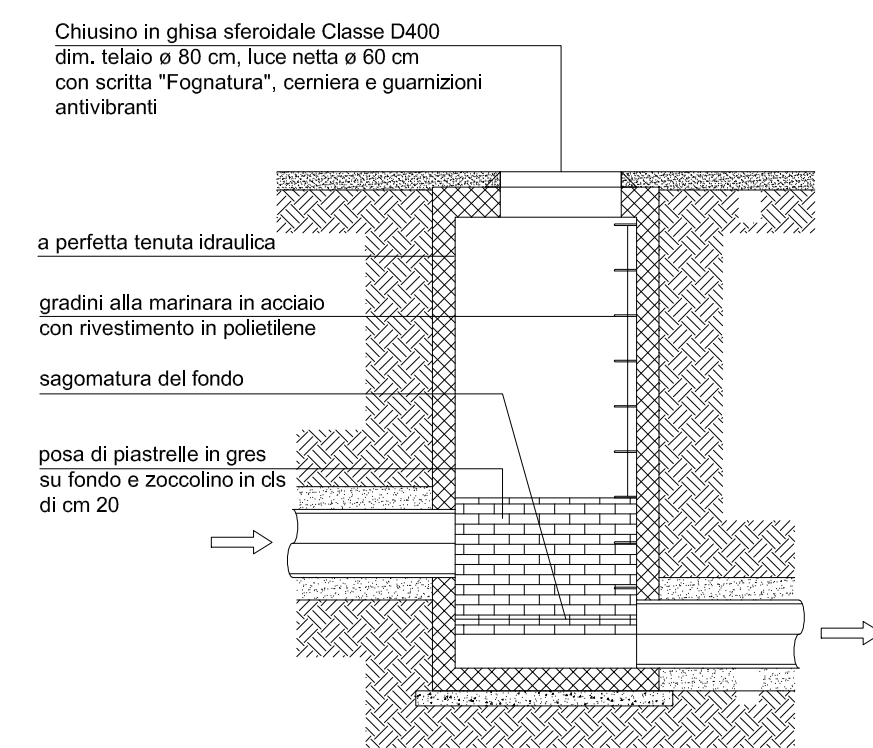 Chiusino in ghisa sferoidale Classe D400
dim. telaio ø 80 cm, luce netta ø 60 cm
con scritta "Fognatura", cerniera e guarnizioni
antivibranti
a perfetta tenuta idraulica
gradini alla marinara in acciaio
con rivestimento in polietilene
sagomatura del fondo
posa di piastrelle in gres
su fondo e zoccolino in cls
di cm 20